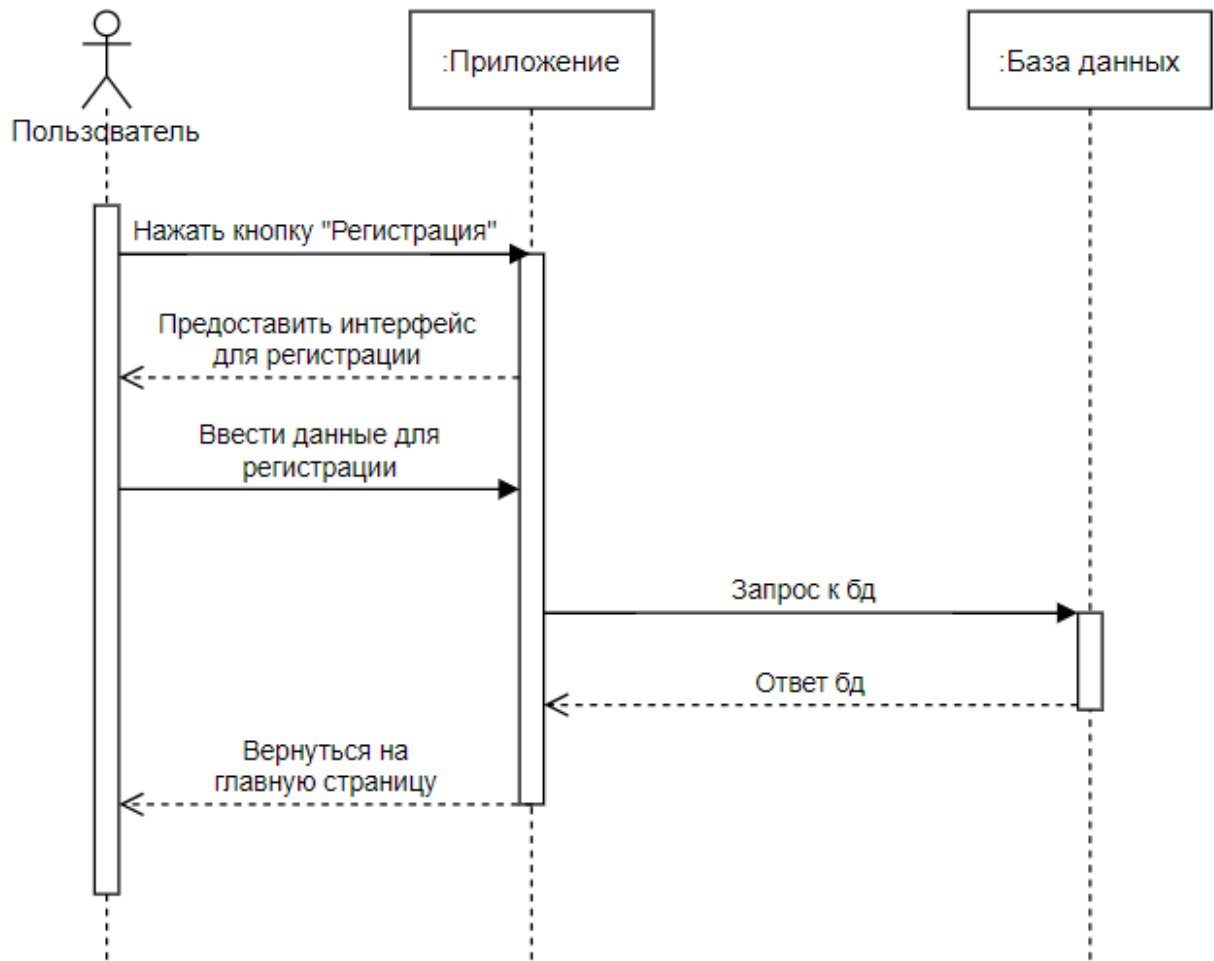 :Приложение
:База данных
Пользователь
Нажать кнопку "Регистрация"
Предоставить интерфейс
для регистрации
Ввести данные для
регистрации
Запрос к бд
Ответ бд
Вернуться на
главную страницу